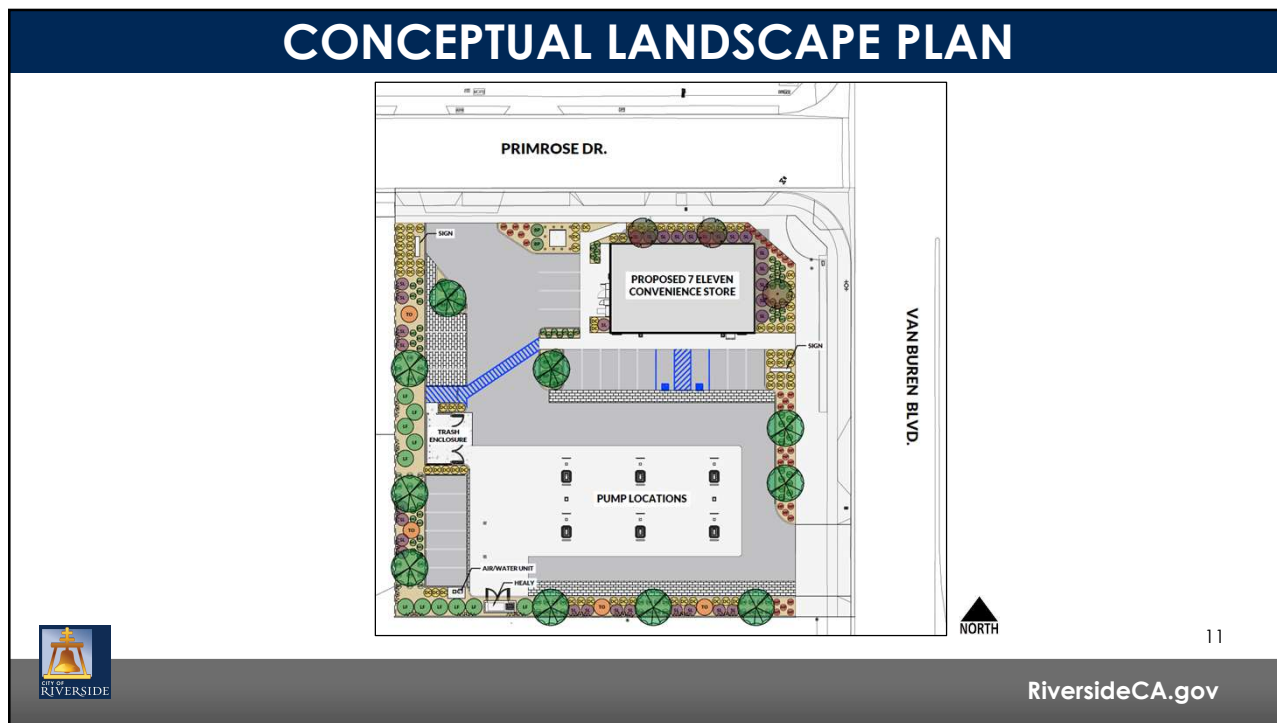 CONCEPTUAL LANDSCAPE PLAN
PRIMROSE DR.
SIGN
PROPOSED 7 ELEVEN
CONVENIENCE STORE
VAN BUREN BLVD.
SIGN
TRASH
ENCLOSURE
PUMP LOCATIONS
AIR/WATER UNIT
HEALY
NORTH
11
CITY OF
RIVERSIDE
RiversideCA.gov